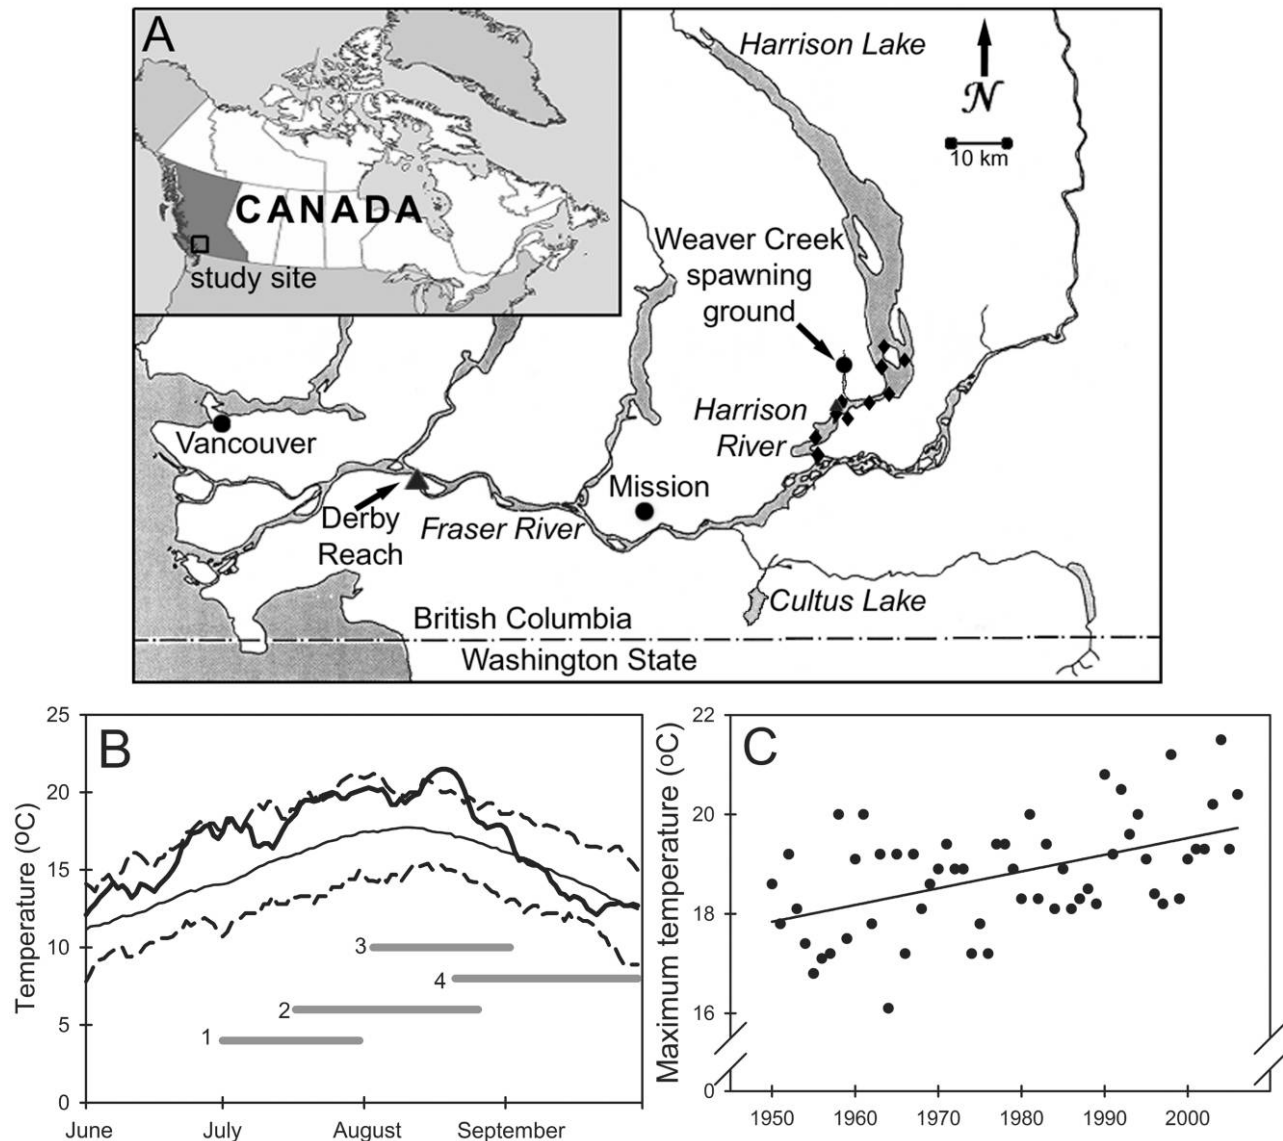 A
CANADA
study site
Harrison Lake
N
10 km
Weaver Creek
spawning
ground
Harrison
River
Vancouver
Mission
Derby
Reach
Fraser River
Cultus Lake
British Columbia
Washington State
B
Temperature (oC)
25
20
15
10
5
0
1
2
3
4
June
July
August
September
C
Maximum temperature (oC)
22
20
18
16
0
1950
1960
1970
1980
1990
2000